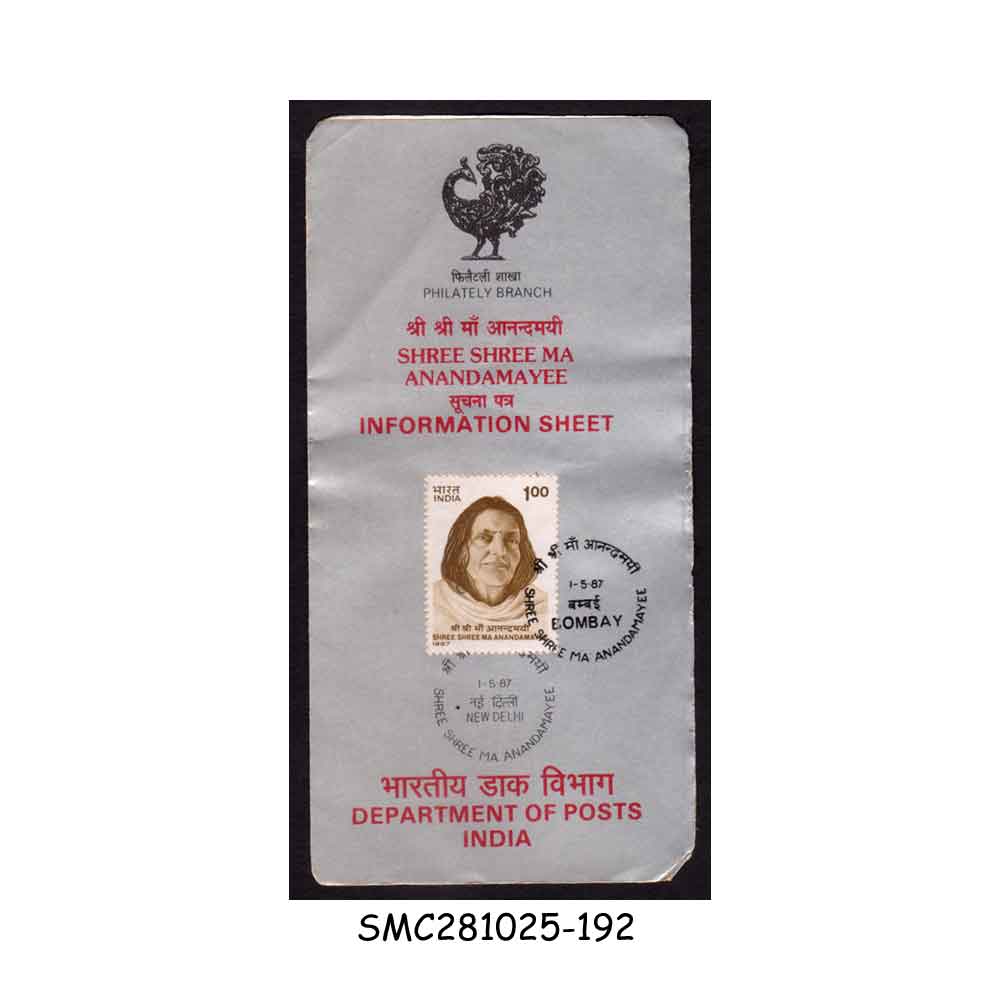 फिलैटली शाखा
PHILATELY BRANCH
श्री श्री माँ आनन्दमयी
SHREE SHREE MA
ANANDAMAYEE
सूचना पत्र
INFORMATION SHEET
भारत
INDIA
1.00
श्री श्री माँ आनन्दमयी
SHREE SHREE MA ANANDAMA
1987
श्री श्री माँ आनन्दमयी
1-5-87
बम्बई
BOMBAY
SHREE SHREE MA ANANDAMAYEE
श्री श्री
न्दमयी
1-5-87
नई दिल्ली
NEW DELHI
SHREE SHREE MA ANANDAMAYEE
भारतीय डाक विभाग
DEPARTMENT OF POSTS
INDIA
SMC281025-192